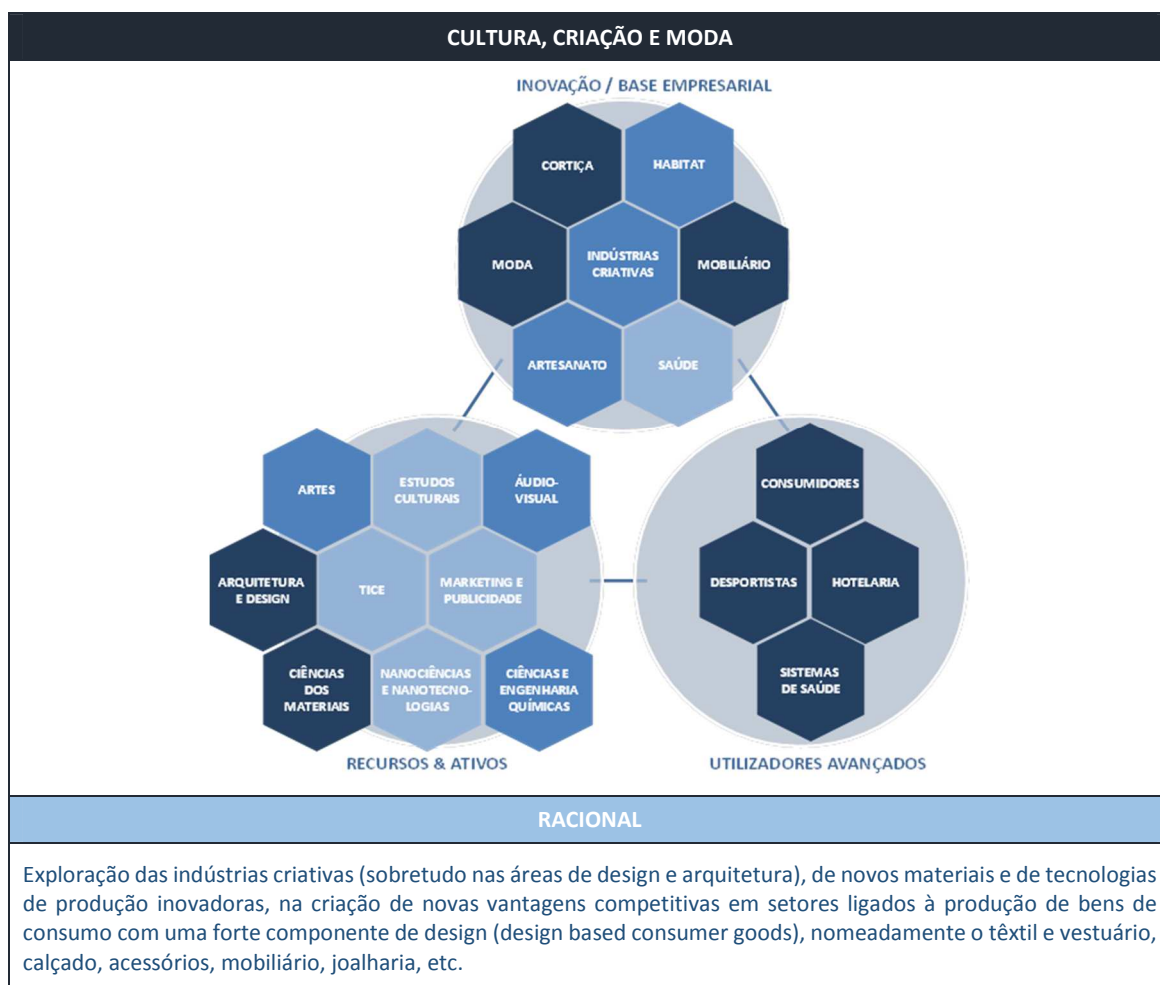 CULTURA, CRIAÇÃO E MODA
INOVAÇÃO / BASE EMPRESARIAL
CORTIÇA
HABITAT
MODA
INDÚSTRIAS
CRIATIVAS
MOBILIÁRIO
ARTESANATO
SAÚDE
ARTES
ESTUDOS
CULTURAIS
ÁUDIO-
VISUAL
ARQUITETURA
E DESIGN
TICE
MARKETING E
PUBLICIDADE
CIÊNCIAS
DOS
MATERIAIS
NANOCIÊNCIAS
E NANOTECNO-
LOGIAS
CIÊNCIAS E
ENGENHARIA
QUÍMICAS
RECURSOS & ATIVOS
CONSUMIDORES
DESPORTISTAS
HOTELARIA
SISTEMAS
DE SAÚDE
UTILIZADORES AVANÇADOS
RACIONAL
Exploração das indústrias criativas (sobretudo nas áreas de design e arquitetura), de novos materiais e de tecnologias
de produção inovadoras, na criação de novas vantagens competitivas em setores ligados à produção de bens de
consumo com uma forte componente de design (design based consumer goods), nomeadamente o têxtil e vestuário,
calçado, acessórios, mobiliário, joalharia, etc.